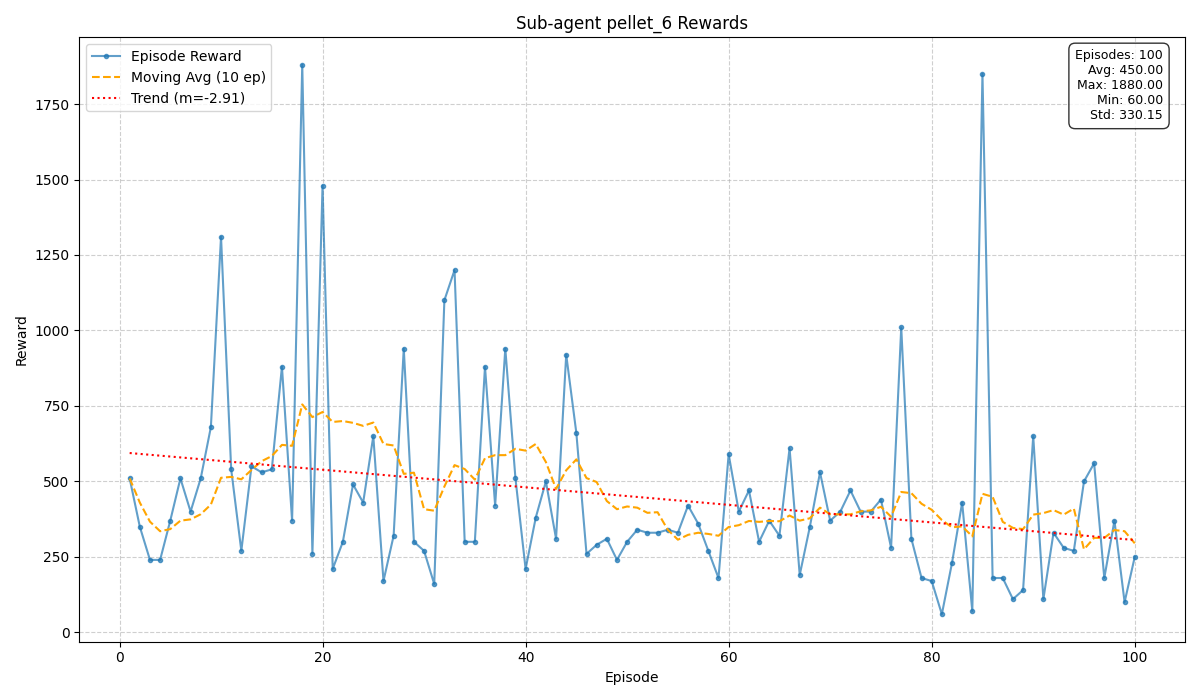 Sub-agent pellet_6 Rewards
Episode Reward
Moving Avg (10 ep)
Trend (m=-2.91)
Episodes: 100
Avg: 450.00
Max: 1880.00
Min: 60.00
Std: 330.15
Reward
1750
1500
1250
1000
750
500
250
0
0 20 40 60 80 100
Episode